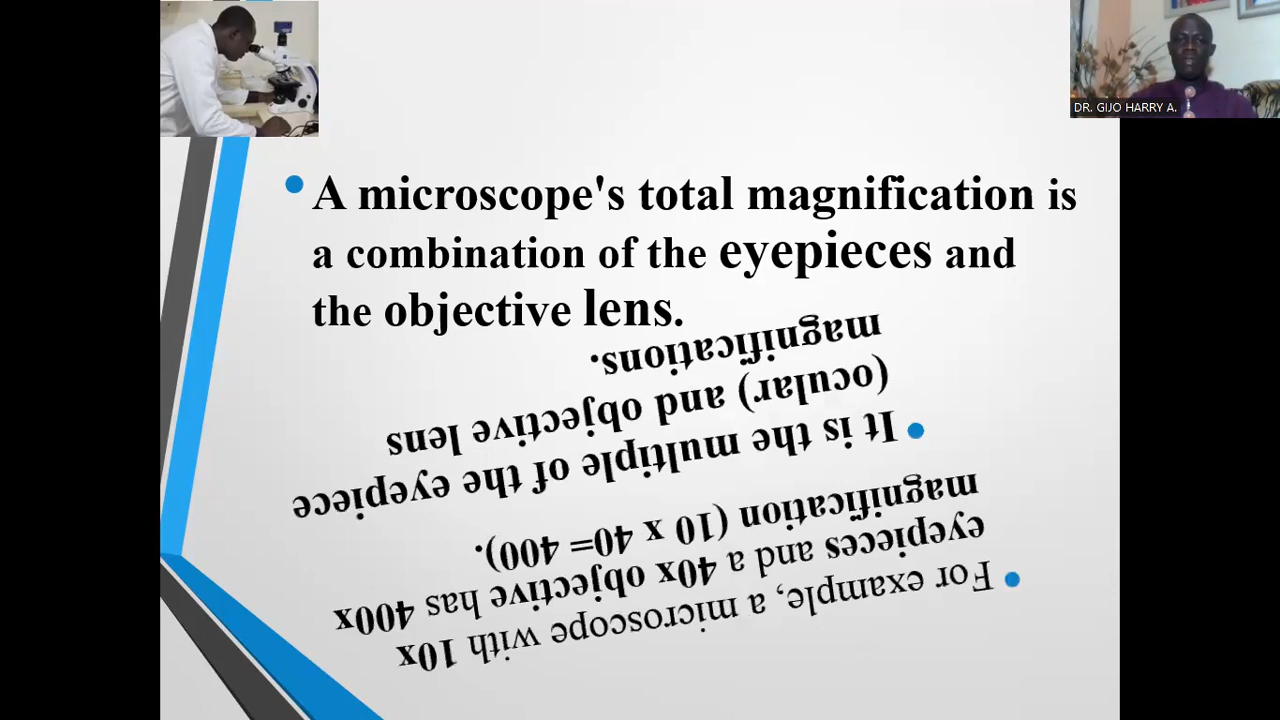 DR. GIJO HARRY A.
A microscope's total magnification is
a combination of the eyepieces and
the objective lens.
It is the multiple of the eyepiece
(ocular) and objective lens
magnifications.
For example, a microscope with 10x
eyepieces and a 40x objective has 400x
magnification (10 x 40= 400).